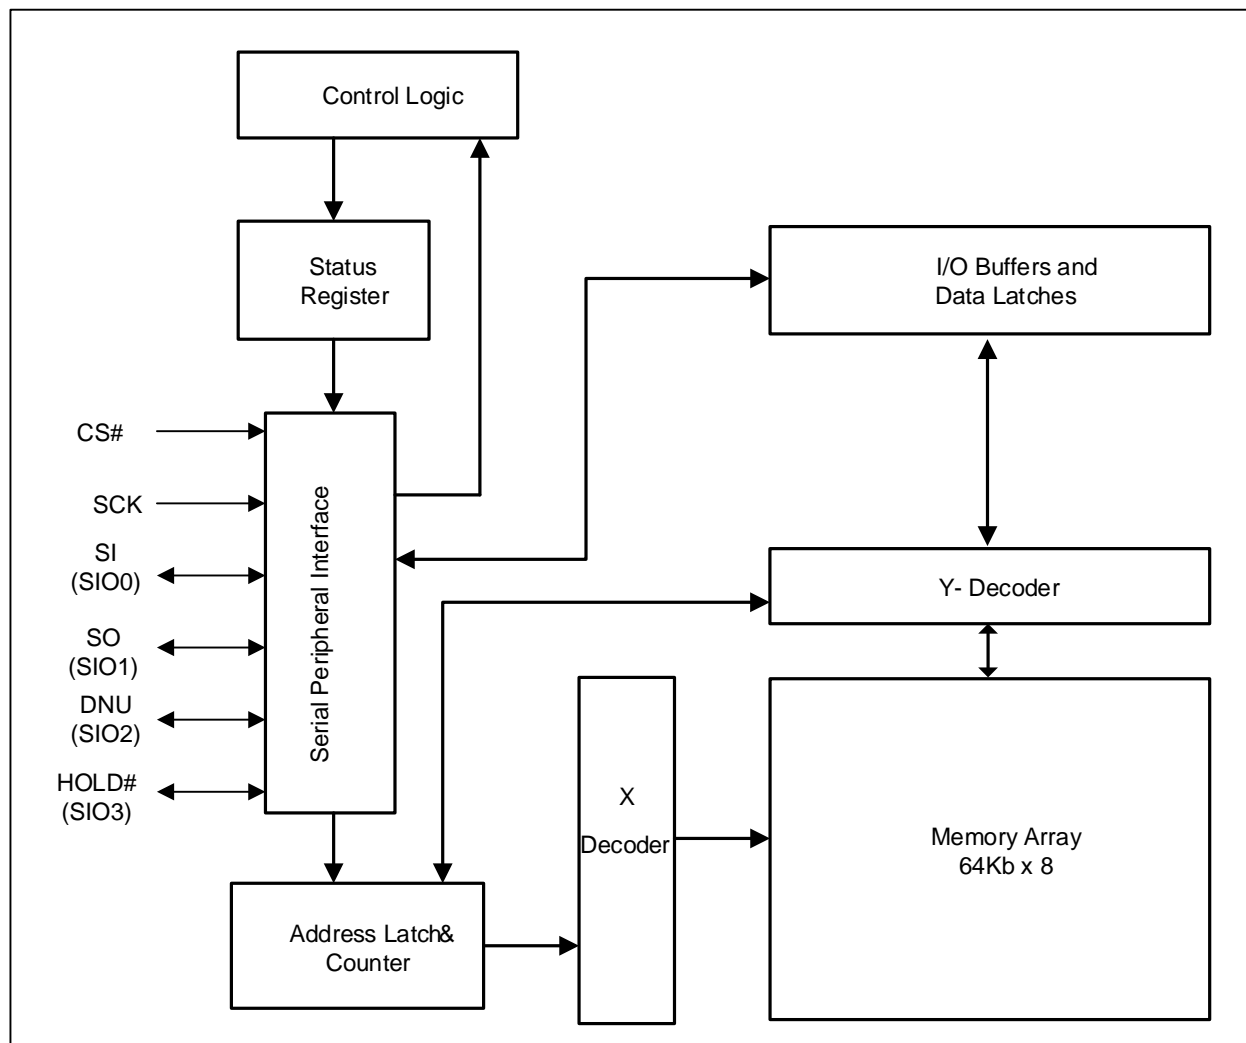 Control Logic
Status
Register
I/O Buffers and
Data Latches
CS#
SCK
SI
(SIO0)
SO
(SIO1)
DNU
(SIO2)
HOLD#
(SIO3)
Serial Peripheral Interface
Y- Decoder
X
Decoder
Memory Array
64Kb x 8
Address Latch&
Counter